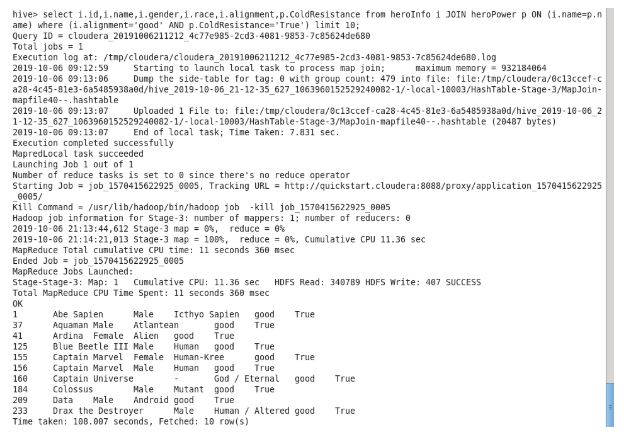 hive> select i.id,i.name,i.gender,i.race,i.alignment,p.ColdResistance from heroInfo i JOIN heroPower p ON (i.name=p.n
ame) where (i.alignment='good' AND p.ColdResistance='True') limit 10;
Query ID = cloudera_20191006211212_4c77e985-2cd3-4081-9853-7c85624de680
Total jobs = 1
Execution log at: /tmp/cloudera/cloudera_20191006211212_4c77e985-2cd3-4081-9853-7c85624de680.log
2019-10-06 09:12:59 Starting to launch local task to process map join; maximum memory = 932184064
2019-10-06 09:13:06 Dump the side-table for tag: 0 with group count: 479 into file: file:/tmp/cloudera/0c13ccef-c
a28-4c45-81e3-6a5485938a0d/hive_2019-10-06_21-12-35_627_1063960152529240082-1/-local-10003/HashTable-Stage-3/MapJoin-
mapfile40--.hashtable
2019-10-06 09:13:07 Uploaded 1 File to: file:/tmp/cloudera/0c13ccef-ca28-4c45-81e3-6a5485938a0d/hive_2019-10-06_2
1-12-35_627_1063960152529240082-1/-local-10003/HashTable-Stage-3/MapJoin-mapfile40--.hashtable (20487 bytes)
2019-10-06 09:13:07 End of local task; Time Taken: 7.831 sec.
Execution completed successfully
MapredLocal task succeeded
Launching Job 1 out of 1
Number of reduce tasks is set to 0 since there's no reduce operator
Starting Job = job_1570415622925_0005, Tracking URL = http://quickstart.cloudera:8088/proxy/application_1570415622925
_0005/
Kill Command = /usr/lib/hadoop/bin/hadoop job  -kill job_1570415622925_0005
Hadoop job information for Stage-3: number of mappers: 1; number of reducers: 0
2019-10-06 21:13:44,612 Stage-3 map = 0%,  reduce = 0%
2019-10-06 21:14:21,013 Stage-3 map = 100%,  reduce = 0%, Cumulative CPU 11.36 sec
MapReduce Total cumulative CPU time: 11 seconds 360 msec
Ended Job = job_1570415622925_0005
MapReduce Jobs Launched:
Stage-Stage-3: Map: 1   Cumulative CPU: 11.36 sec   HDFS Read: 340789 HDFS Write: 407 SUCCESS
Total MapReduce CPU Time Spent: 11 seconds 360 msec
OK
1 Abe Sapien Male Icthyo Sapien good True
37 Aquaman Male Atlantean good True
41 Ardina Female Alien good True
125 Blue Beetle III Male Human good True
155 Captain Marvel Female Human-Kree good True
156 Captain Marvel Male Human good True
160 Captain Universe - God / Eternal good True
184 Colossus Male Mutant good True
209 Data Male Android good True
233 Drax the Destroyer Male Human / Altered good True
Time taken: 108.007 seconds, Fetched: 10 row(s)